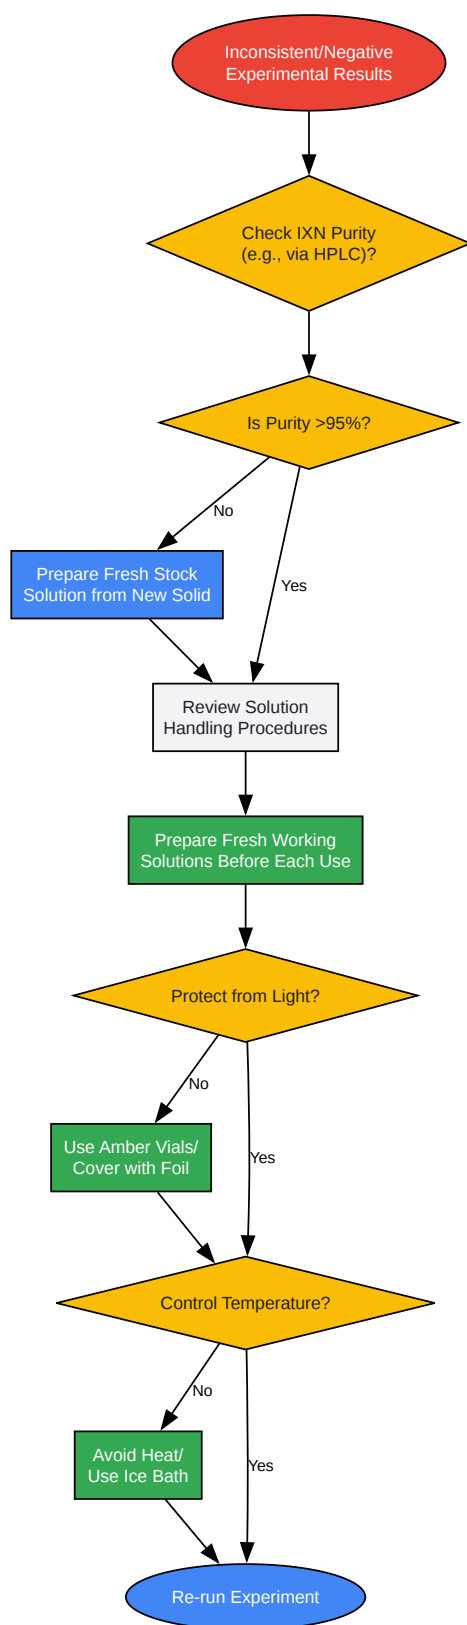 Inconsistent/Negative
Experimental Results
Check IXN Purity
(e.g., via HPLC)?
Is Purity >95%?
No
Prepare Fresh Stock
Solution from New Solid
Yes
Review Solution
Handling Procedures
Prepare Fresh Working
Solutions Before Each Use
Protect from Light?
No
Use Amber Vials/
Cover with Foil
Yes
Control Temperature?
No
Avoid Heat/
Use Ice Bath
Yes
Re-run Experiment